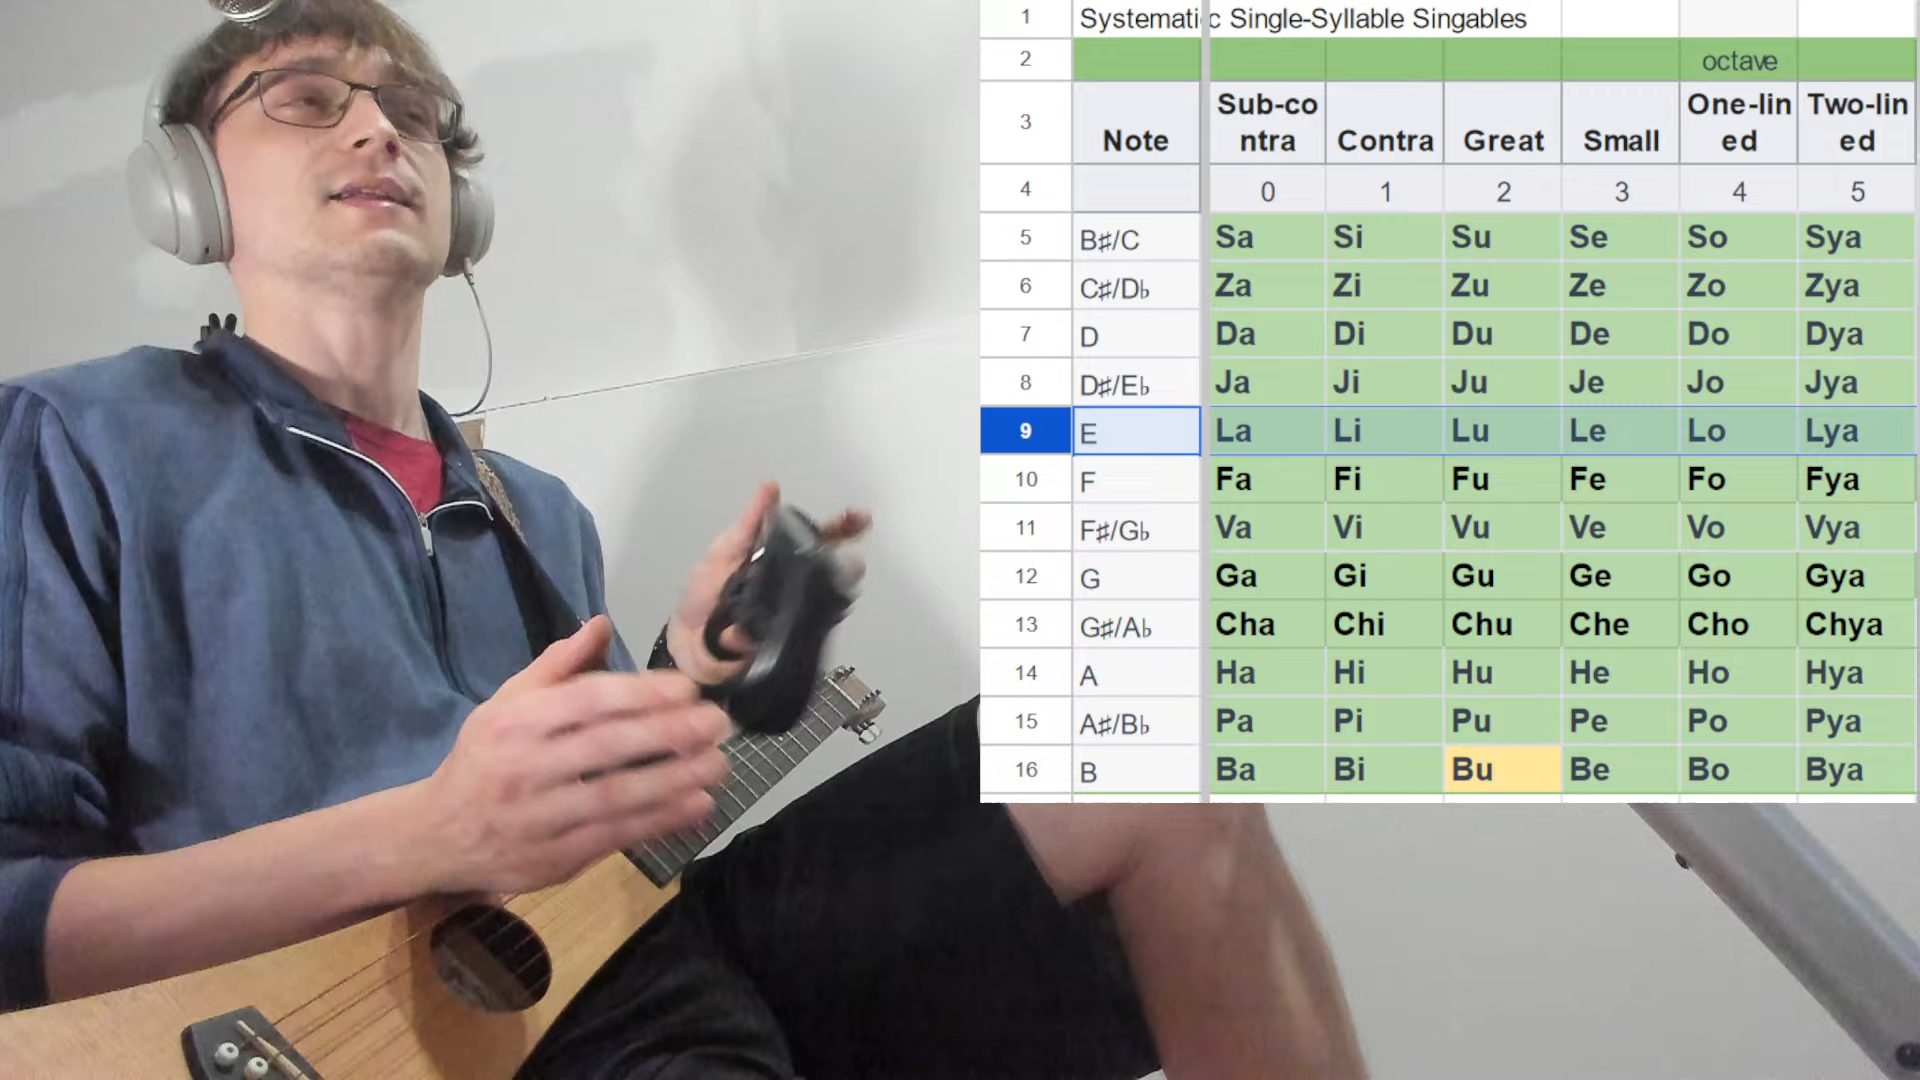 1 Systematic Single-Syllable Singables
2 octave
3 Note Sub-contra Contra Great Small One-lined Two-lined
4 0 1 2 3 4 5
5 B♯/C Sa Si Su Se So Sya
6 C♯/D♭ Za Zi Zu Ze Zo Zya
7 D Da Di Du De Do Dya
8 D♯/E♭ Ja Ji Ju Je Jo Jya
9 E La Li Lu Le Lo Lya
10 F Fa Fi Fu Fe Fo Fya
11 F♯/G♭ Va Vi Vu Ve Vo Vya
12 G Ga Gi Gu Ge Go Gya
13 G♯/A♭ Cha Chi Chu Che Cho Chya
14 A Ha Hi Hu He Ho Hya
15 A♯/B♭ Pa Pi Pu Pe Po Pya
16 B Ba Bi Bu Be Bo Bya